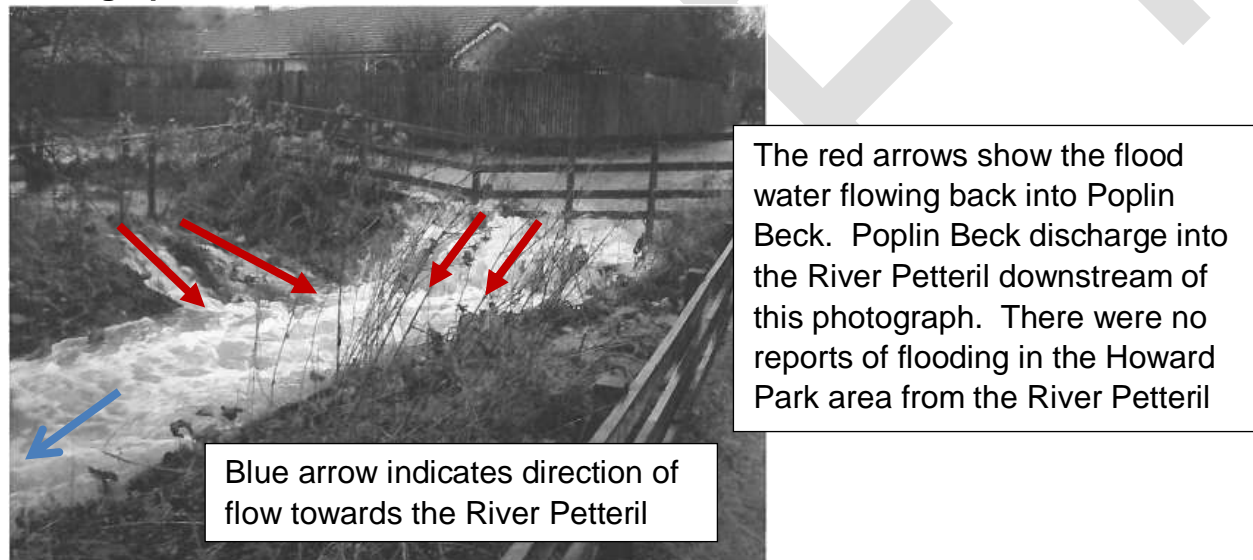 The red arrows show the flood
water flowing back into Poplin
Beck.  Poplin Beck discharge into
the River Petteril downstream of
this photograph.  There were no
reports of flooding in the Howard
Park area from the River Petteril
Blue arrow indicates direction of
flow towards the River Petteril